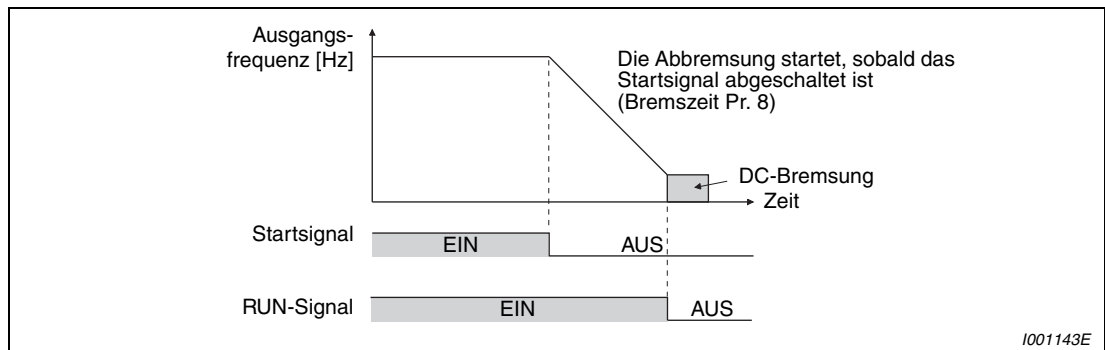 Ausgangs-
frequenz [Hz]
Die Abbremsung startet, sobald das
Startsignal abgeschaltet ist
(Bremszeit Pr. 8)
DC-Bremsung
Zeit
Startsignal
EIN
AUS
RUN-Signal
EIN
AUS
I001143E